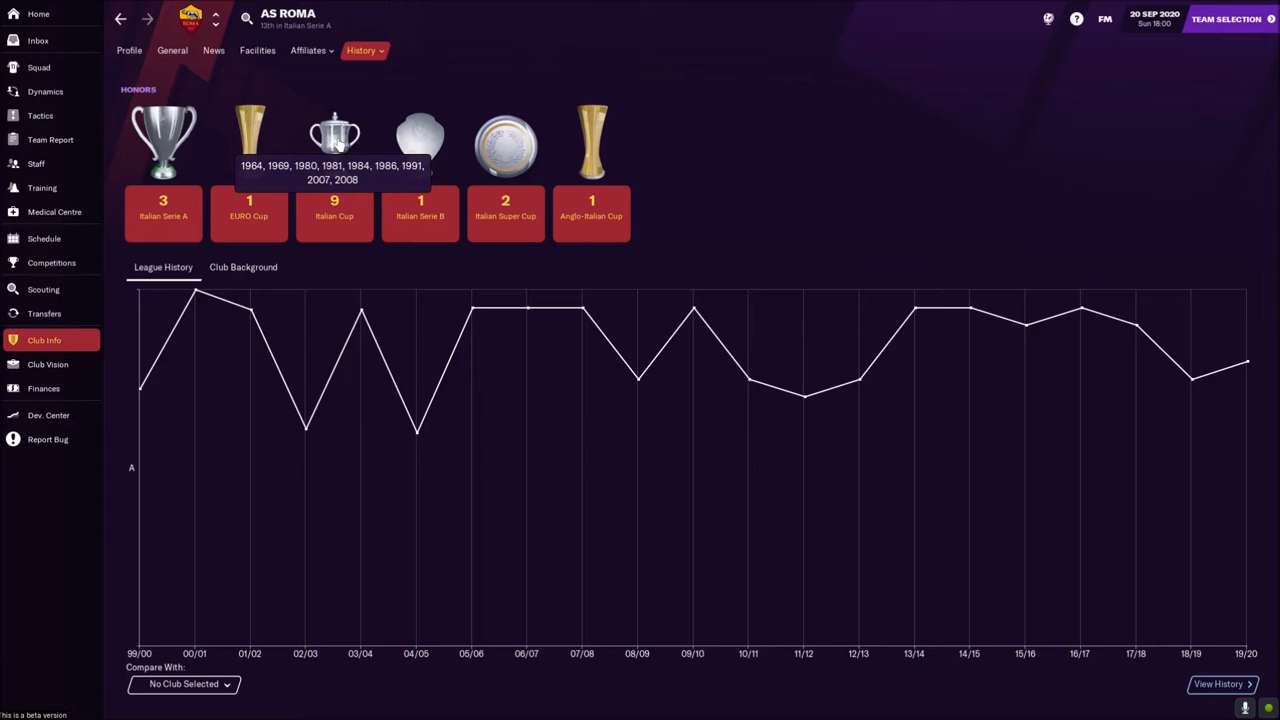 Home
Inbox
Squad
Dynamics
Tactics
Team Report
Staff
Training
Medical Centre
Schedule
Competitions
Scouting
Transfers
Club Info
Club Vision
Finances
Dev. Center
Report Bug
This is a beta version
ROMA
AS ROMA
13th in Italian Serie A
FM
20 SEP 2020
Sun 18:00
TEAM SELECTION
Profile
General
News
Facilities
Affiliates
History
HONORS
1964, 1969, 1980, 1981, 1984, 1986, 1991,
2007, 2008
3
Italian Serie A
1
EURO Cup
9
Italian Cup
1
Italian Serie B
2
Italian Super Cup
1
Anglo-Italian Cup
League History
Club Background
A
99/00 00/01 01/02 02/03 03/04 04/05 05/06 06/07 07/08 08/09 09/10 10/11 11/12 12/13 13/14 14/15 15/16 16/17 17/18 18/19 19/20
Compare With:
No Club Selected
View History